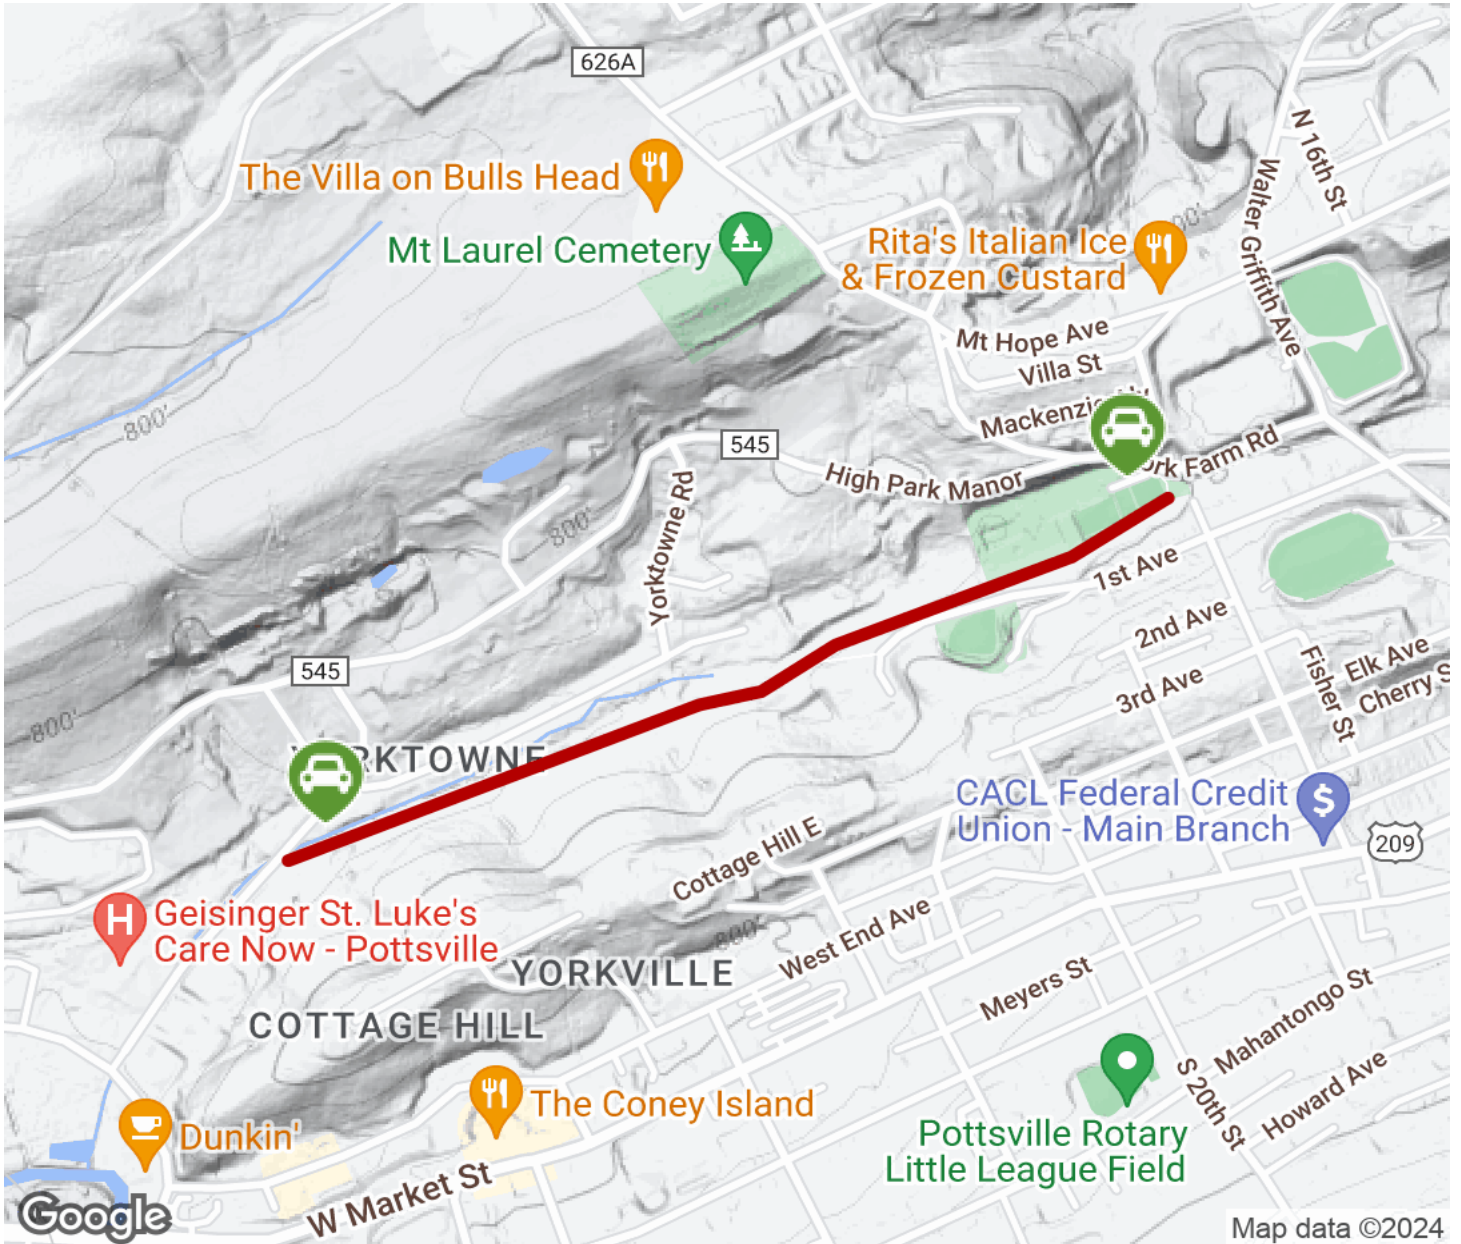 626A
N 16th St
The Villa on Bulls Head
Walter Griffith Ave
Mt Laurel Cemetery
Rita's Italian Ice
& Frozen Custard
Mt Hope Ave
Villa St
800'
545
High Park Manor
Yorktowne Rd
800'
1st Ave
2nd Ave
3rd Ave
Fisher St
Elk Ave
545
800'
CACL Federal Credit
Union - Main Branch
209
Cottage Hill E
Geisinger St. Luke's
Care Now - Pottsville
West End Ave
800'
YORKVILLE
Meyers St
COTTAGE HILL
Mahantongo St
S 20th St
Howard Ave
The Coney Island
Dunkin'
Pottsville Rotary
Little League Field
W Market St
Google
Map data ©2024